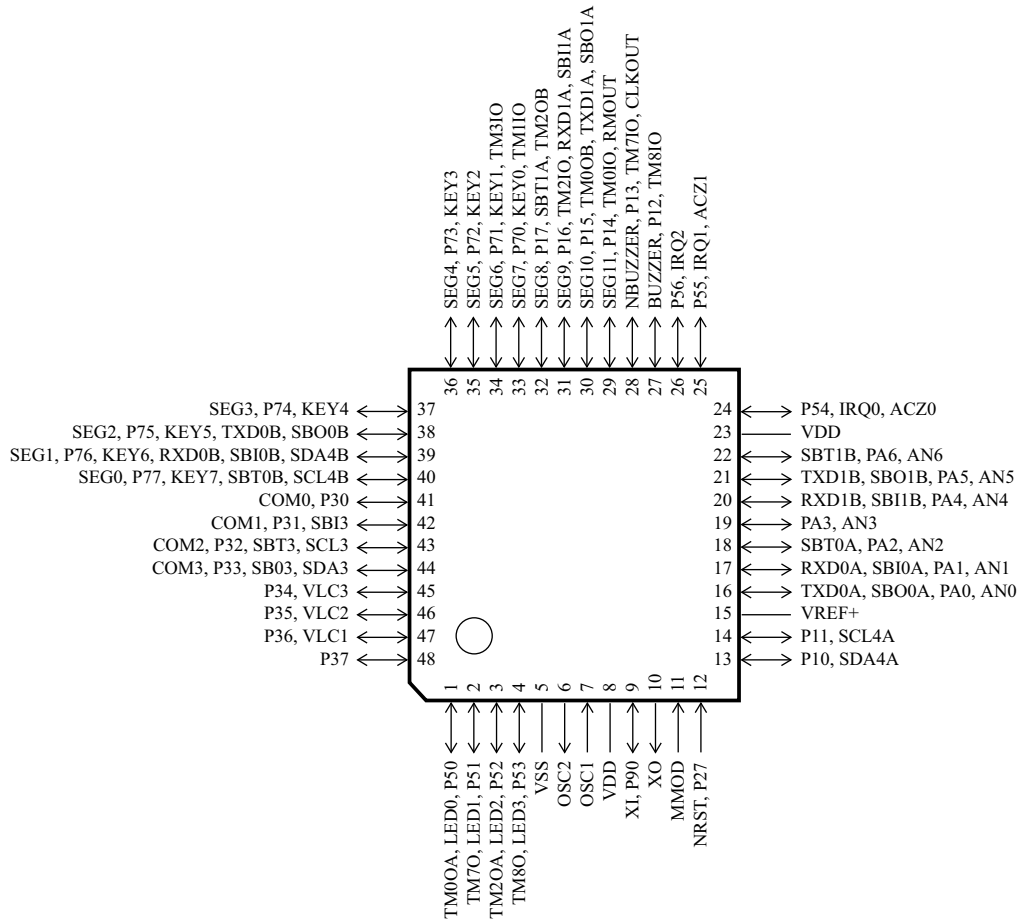 SEG4, P73, KEY3
SEG5, P72, KEY2
SEG6, P71, KEY1, TM3IO
SEG7, P70, KEY0, TM1IO
SEG8, P17, SBT1A, TM2OB
SEG9, P16, TM2IO, RXD1A, SBI1A
SEG10, P15, TM0OB, TXD1A, SBO1A
SEG11, P14, TM0IO, RMOUT
NBUZZER, P13, TM7IO, CLKOUT
BUZZER, P12, TM8IO
P56, IRQ2
P55, IRQ1, ACZ1
36
35
34
33
32
31
30
29
28
27
26
25
SEG3, P74, KEY4 37
SEG2, P75, KEY5, TXD0B, SBO0B 38
SEG1, P76, KEY6, RXD0B, SBI0B, SDA4B 39
SEG0, P77, KEY7, SBT0B, SCL4B 40
COM0, P30 41
COM1, P31, SBI3 42
COM2, P32, SBT3, SCL3 43
COM3, P33, SB03, SDA3 44
P34, VLC3 45
P35, VLC2 46
P36, VLC1 47
P37 48
24 P54, IRQ0, ACZ0
23 VDD
22 SBT1B, PA6, AN6
21 TXD1B, SBO1B, PA5, AN5
20 RXD1B, SBI1B, PA4, AN4
19 PA3, AN3
18 SBT0A, PA2, AN2
17 RXD0A, SBI0A, PA1, AN1
16 TXD0A, SBO0A, PA0, AN0
15 VREF+
14 P11, SCL4A
13 P10, SDA4A
1
2
3
4
5
6
7
8
9
10
11
12
TM0OA, LED0, P50
TM7O, LED1, P51
TM2OA, LED2, P52
TM8O, LED3, P53
VSS
OSC2
OSC1
VDD
XI, P90
XO
MMOD
NRST, P27